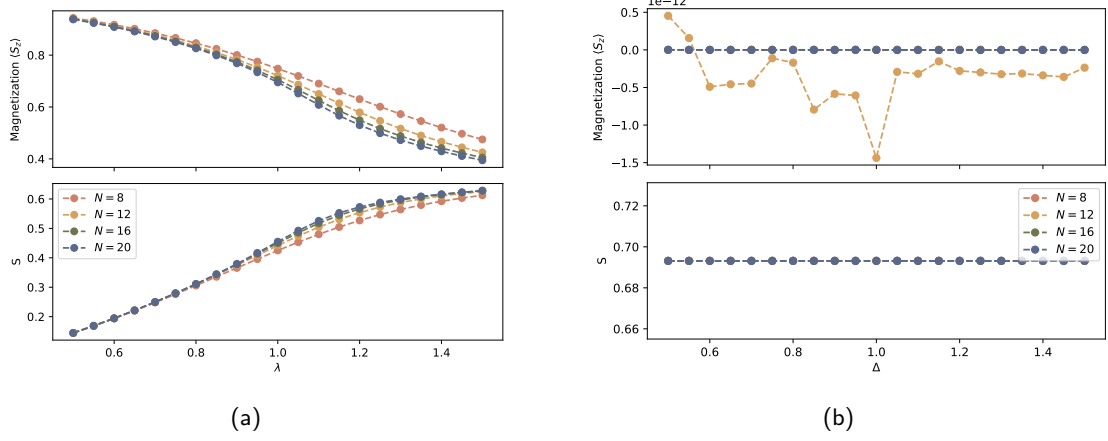 0.8
0.6
0.4
Magnetization ⟨S_z⟩
0.6
0.5
0.4
0.3
0.2
S
N = 8
N = 12
N = 16
N = 20
0.6 0.8 1.0 1.2 1.4
λ
(a)
1e−12
0.5
0.0
−0.5
−1.0
−1.5
Magnetization ⟨S_z⟩
0.72
0.70
0.68
0.66
S
N = 8
N = 12
N = 16
N = 20
0.6 0.8 1.0 1.2 1.4
Δ
(b)